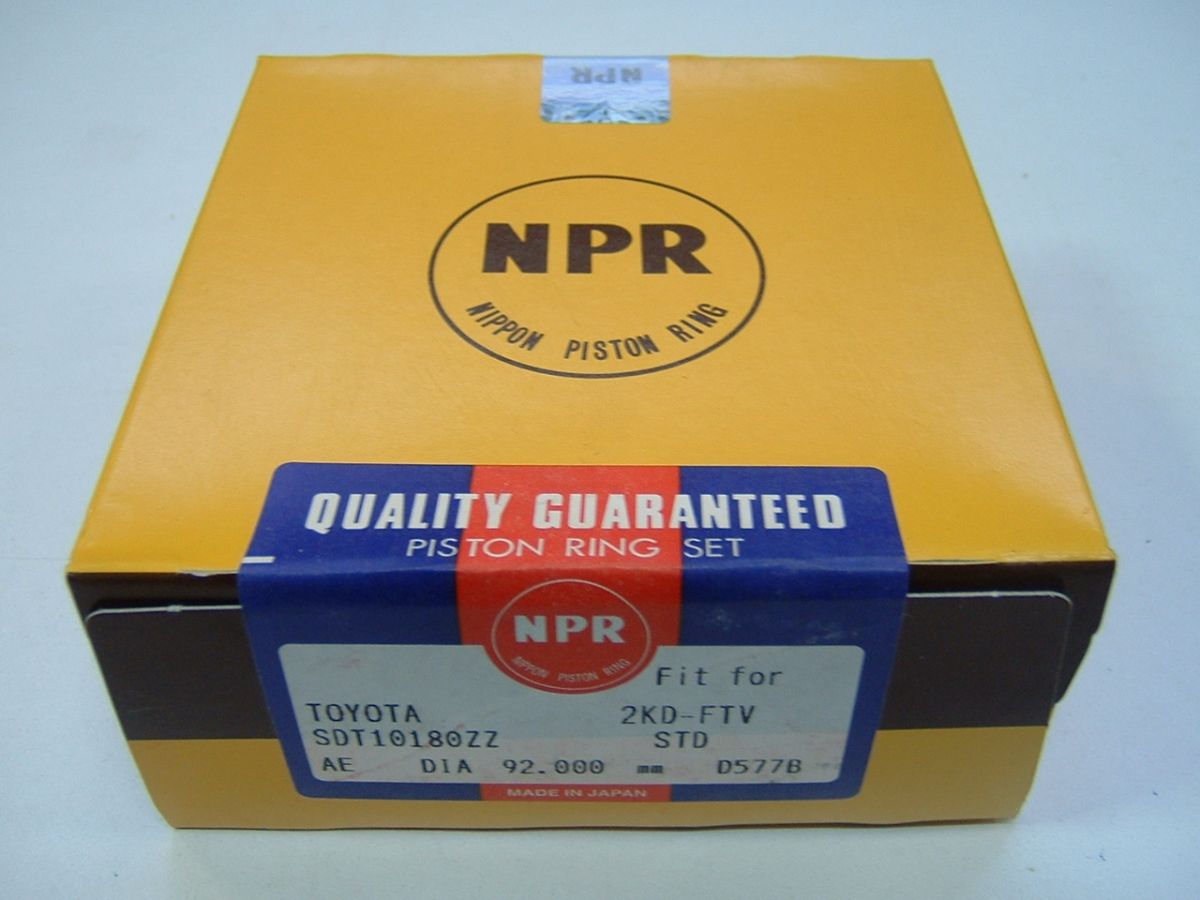 NPR
NPR
NIPPON PISTON RING
QUALITY GUARANTEED
PISTON RING SET
NPR
NIPPON PISTON RING
Fit for
TOYOTA 2KD-FTV
SDT10180ZZ STD
AE DIA 92.000 mm D577B
MADE IN JAPAN